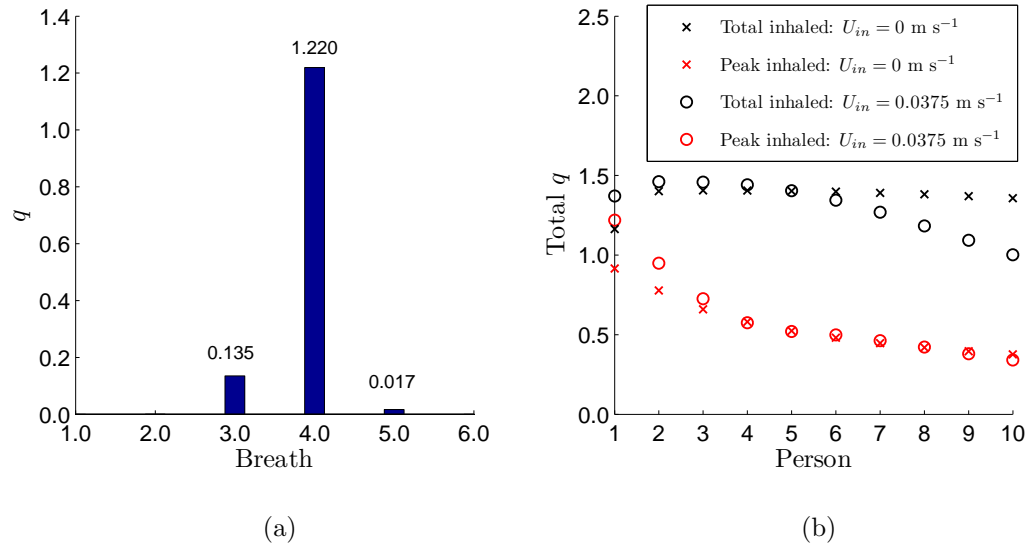 1.4
1.2
1.0
0.8
0.6
0.4
0.2
0.0
q
0.135
1.220
0.017
1.0 2.0 3.0 4.0 5.0 6.0
Breath
(a)
Total inhaled: U_in = 0 m s⁻¹
Peak inhaled: U_in = 0 m s⁻¹
Total inhaled: U_in = 0.0375 m s⁻¹
Peak inhaled: U_in = 0.0375 m s⁻¹
2.5
2.0
1.5
1.0
0.5
0.0
Total q
1 2 3 4 5 6 7 8 9 10
Person
(b)